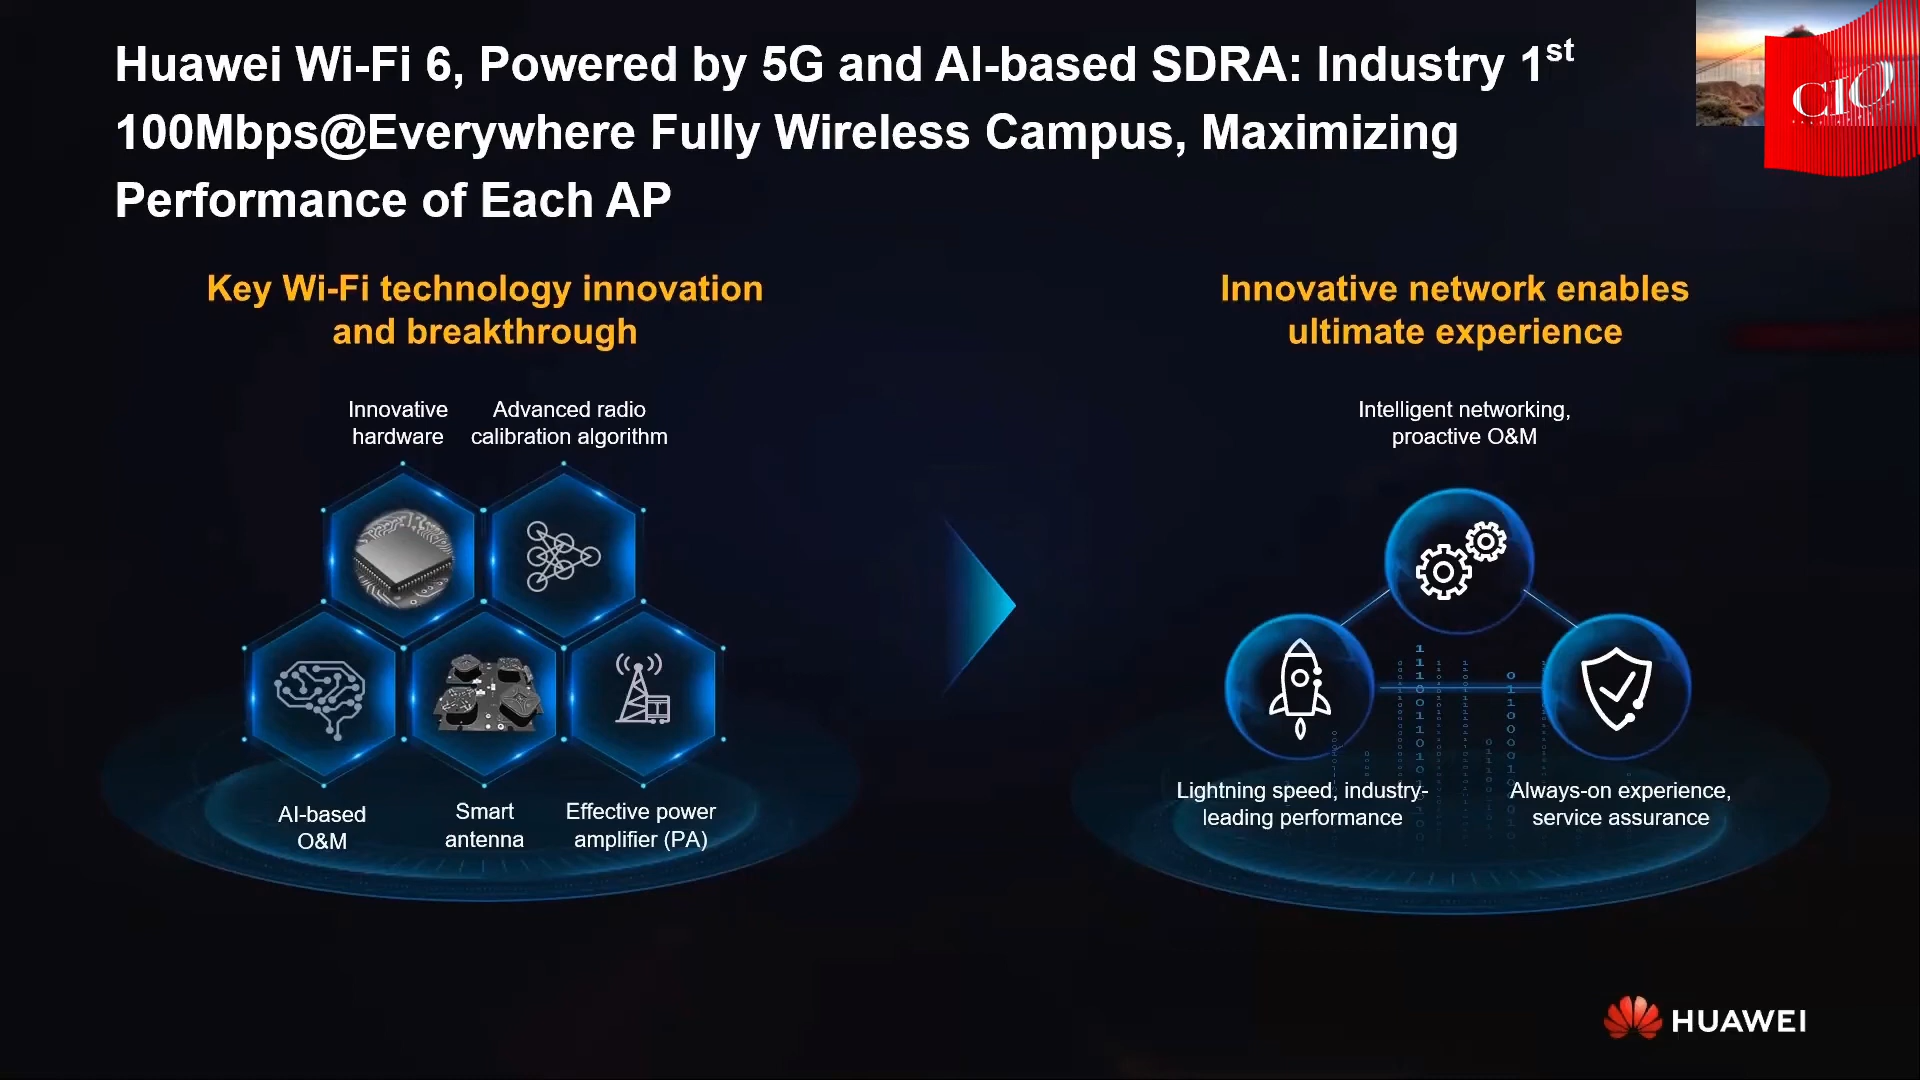 Huawei Wi-Fi 6, Powered by 5G and AI-based SDRA: Industry 1st
100Mbps@Everywhere Fully Wireless Campus, Maximizing
Performance of Each AP
CIO
Key Wi-Fi technology innovation
and breakthrough
Innovative
hardware
Advanced radio
calibration algorithm
AI-based
O&M
Smart
antenna
Effective power
amplifier (PA)
Innovative network enables
ultimate experience
Intelligent networking,
proactive O&M
Lightning speed, industry-
leading performance
Always-on experience,
service assurance
HUAWEI